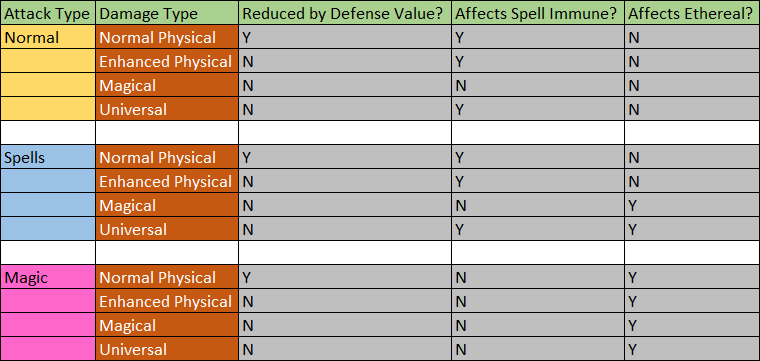 Attack Type Damage Type Reduced by Defense Value? Affects Spell Immune? Affects Ethereal?
Normal Normal Physical Y Y N
Enhanced Physical N Y N
Magical N N N
Universal N Y N
Spells Normal Physical Y Y N
Enhanced Physical N Y N
Magical N N Y
Universal N Y Y
Magic Normal Physical Y N Y
Enhanced Physical N N Y
Magical N N Y
Universal N N Y